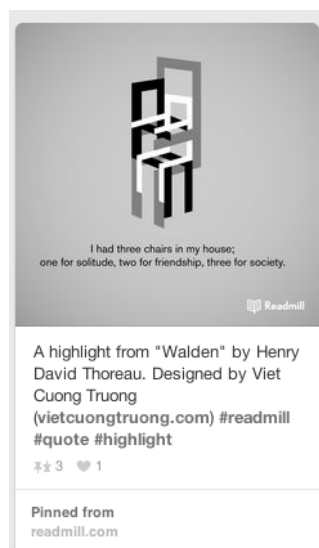 I had three chairs in my house;
one for solitude, two for friendship, three for society.
Readmill
A highlight from "Walden" by Henry
David Thoreau. Designed by Viet
Cuong Truong
(vietcuongtruong.com) #readmill
#quote #highlight
3 1
Pinned from
readmill.com